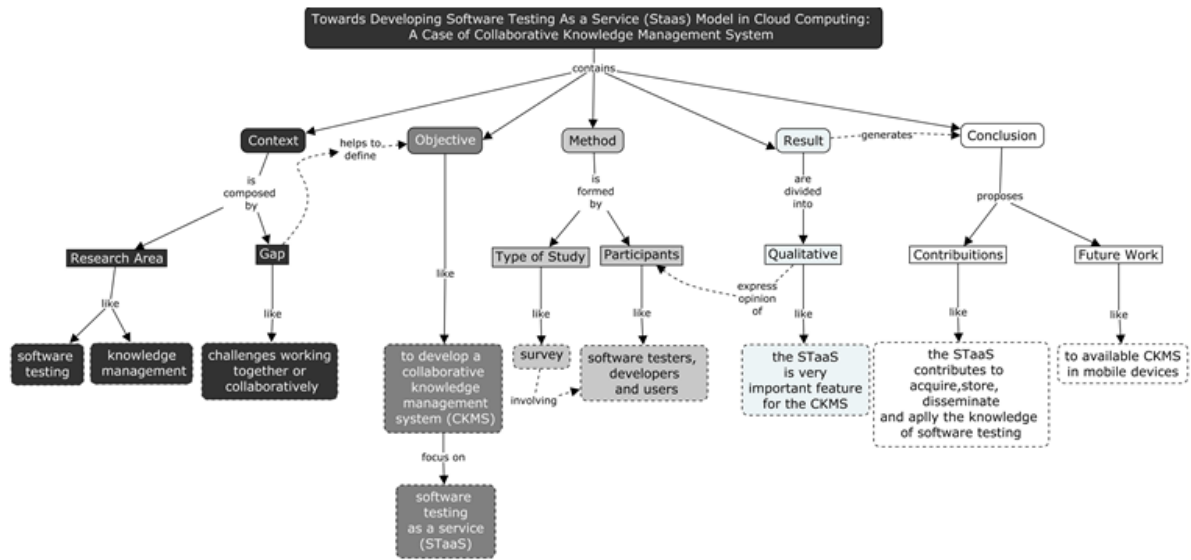 Towards Developing Software Testing As a Service (Staas) Model in Cloud Computing:
A Case of Collaborative Knowledge Management System
contains
Context
helps to
define
Objective
Method
Result
generates
Conclusion
is
composed
by
is
formed
by
are
divided
into
proposes
Research Area
Gap
like
Type of Study
Participants
Qualitative
express
opinion
of
Contribuitions
Future Work
like
like
like
like
like
like
like
software
testing
knowledge
management
challenges working
together or
collaboratively
to develop a
collaborative
knowledge
management
system (CKMS)
survey
involving
software testers,
developers
and users
the STaaS
is very
important feature
for the CKMS
the STaaS
contributes to
acquire,store,
disseminate
and aplly the knowledge
of software testing
to available CKMS
in mobile devices
focus on
software
testing
as a service
(STaaS)